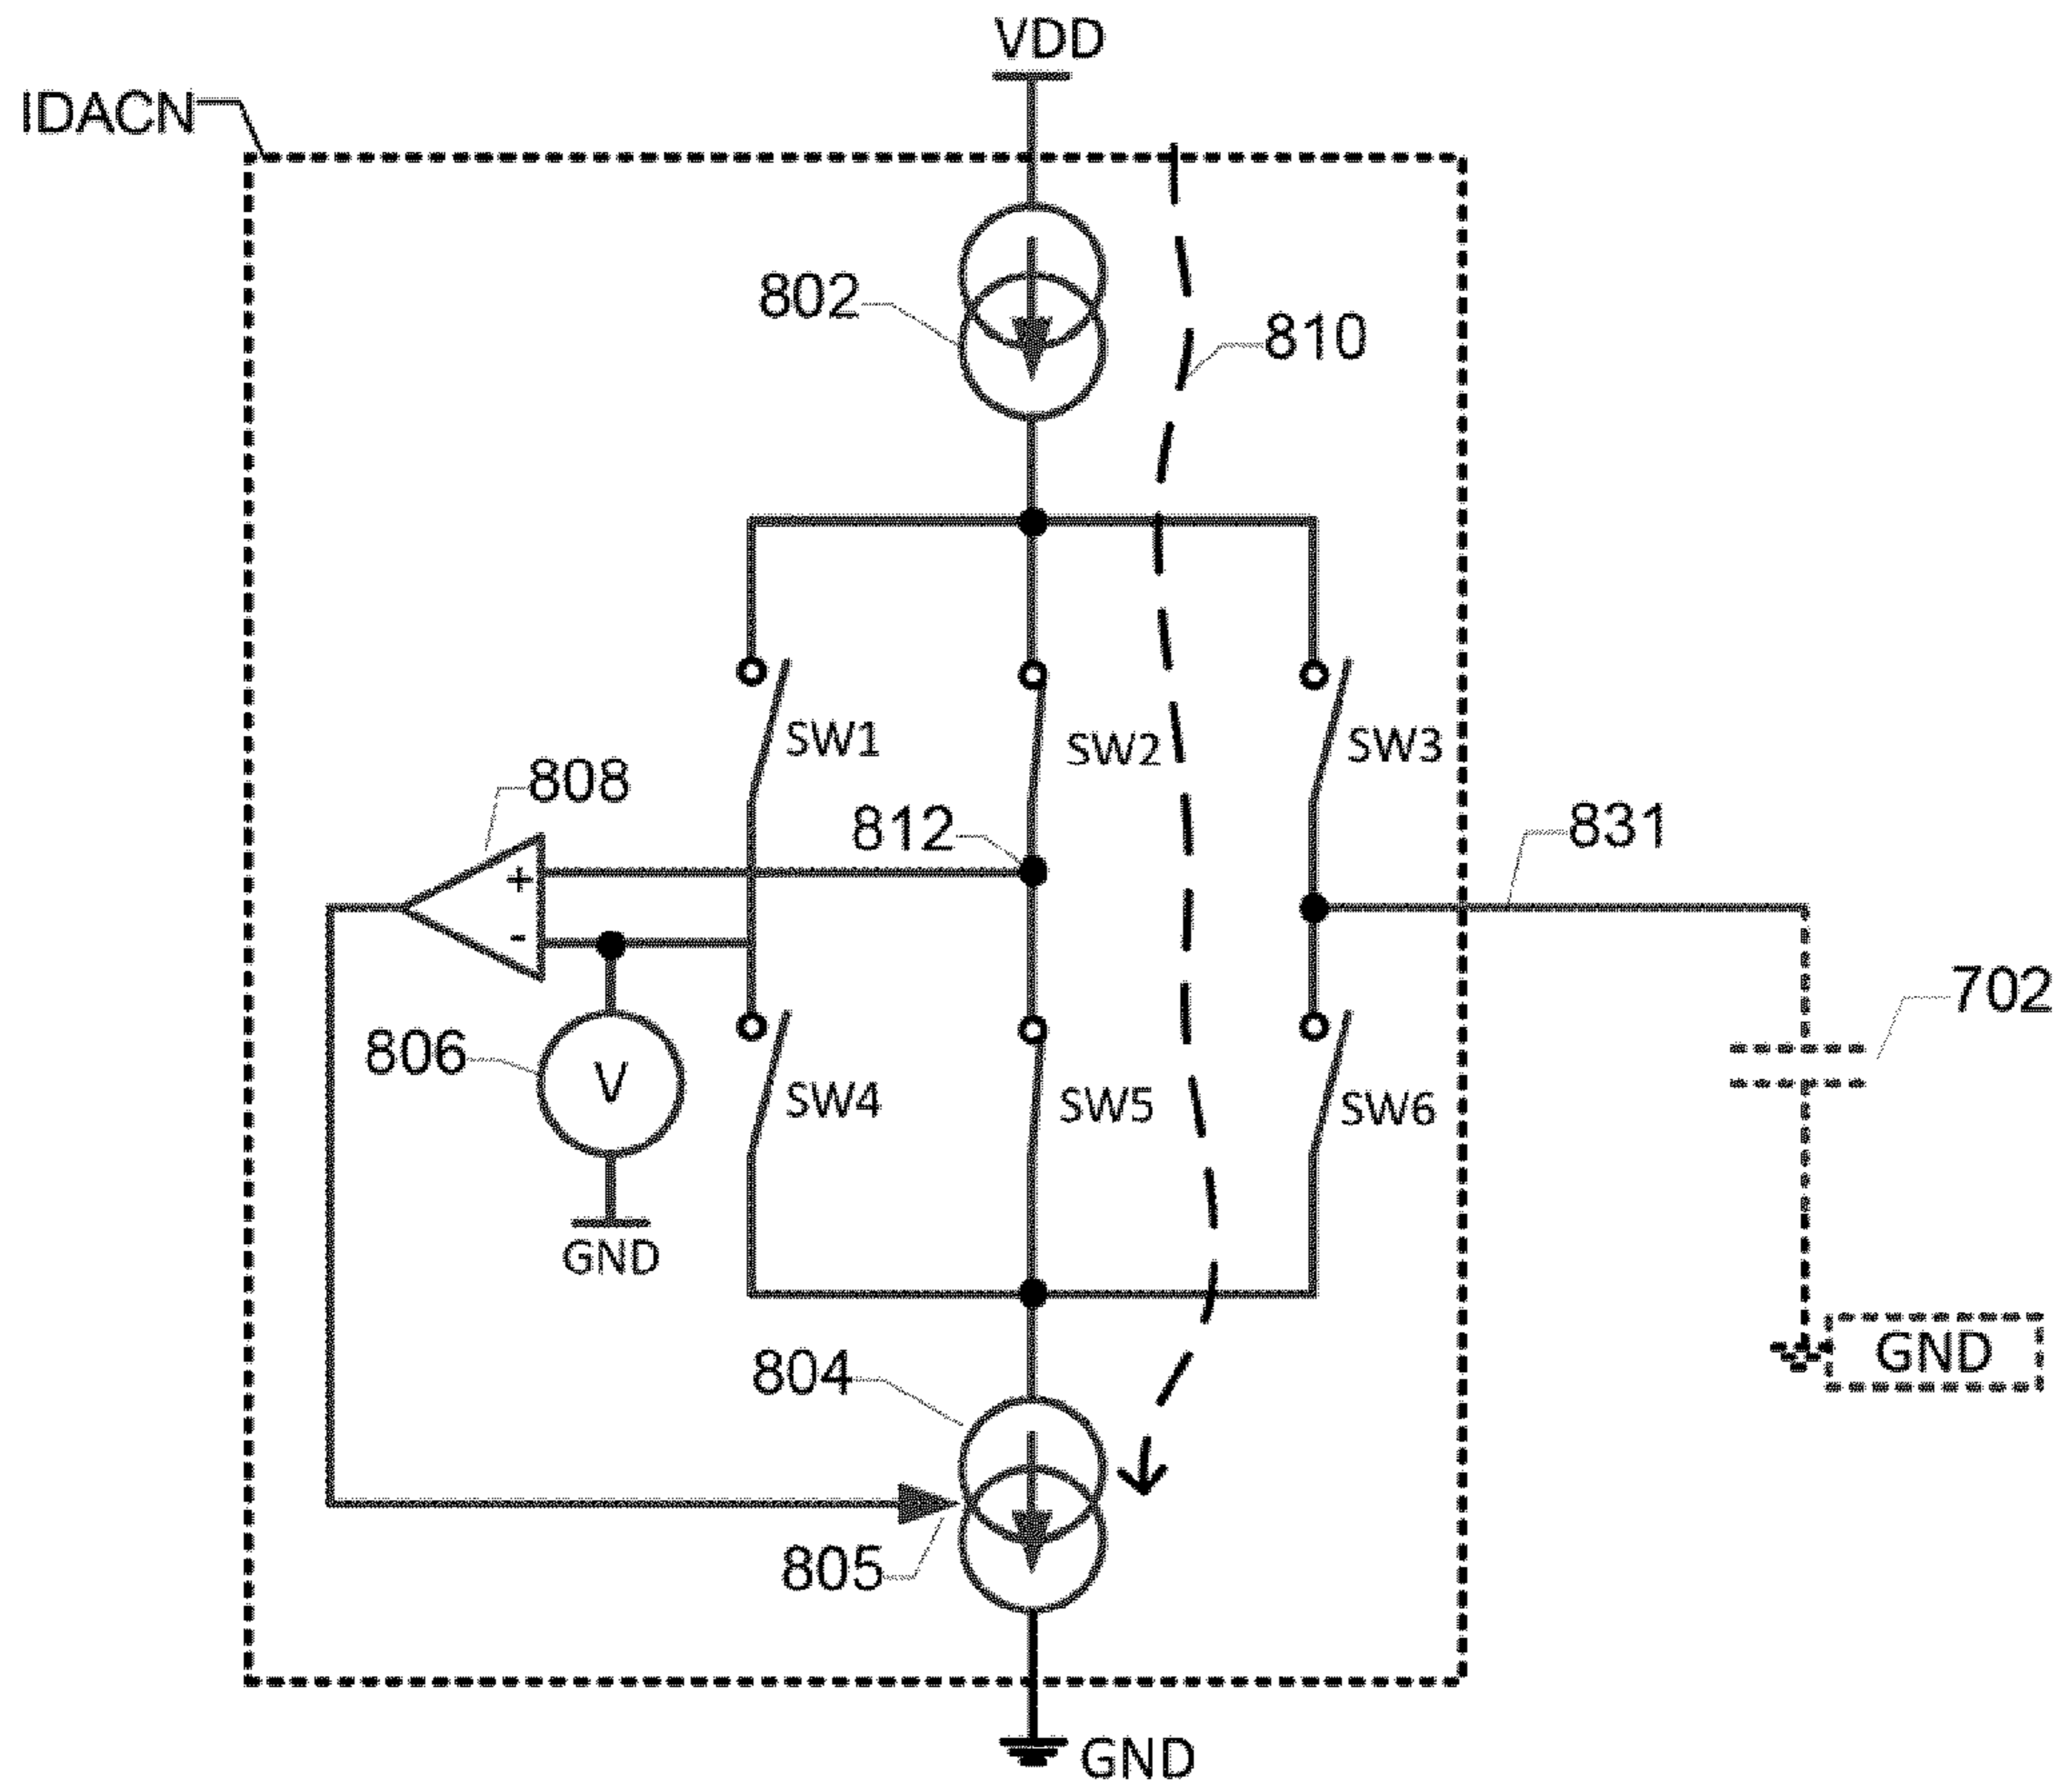 VDD
IDACN
802
810
SW1
SW2
SW3
808
812
831
+
-
702
806
V
SW4
SW5
SW6
GND
GND
804
805
GND